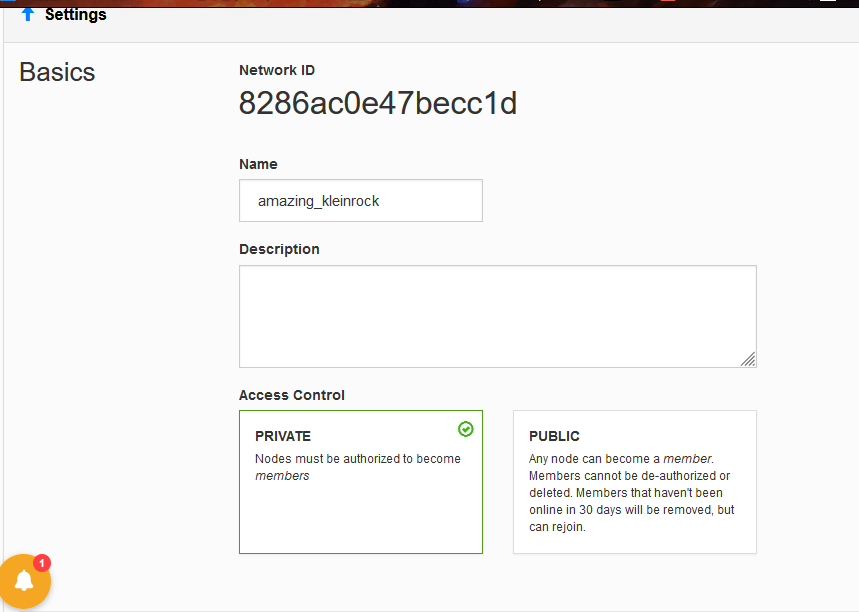 Settings
Basics
Network ID
8286ac0e47becc1d
Name
amazing_kleinrock
Description
Access Control
PRIVATE
Nodes must be authorized to become
members
PUBLIC
Any node can become a member.
Members cannot be de-authorized or
deleted. Members that haven't been
online in 30 days will be removed, but
can rejoin.
1